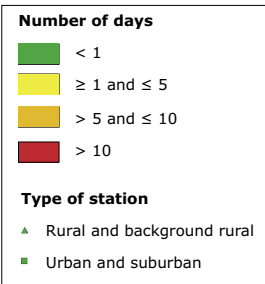 Number of days
< 1
≥ 1 and ≤ 5
> 5 and ≤ 10
> 10
Type of station
Rural and background rural
Urban and suburban